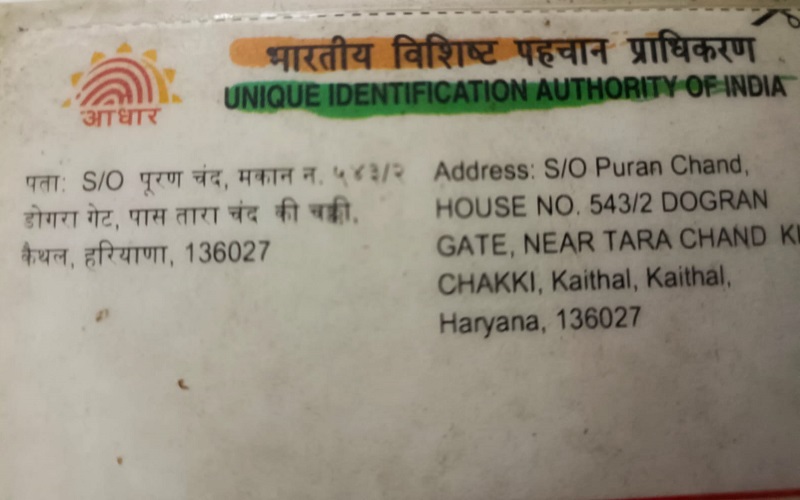 भारतीय विशिष्ट पहचान प्राधिकरण
UNIQUE IDENTIFICATION AUTHORITY OF INDIA
आधार
पता: S/O पूरण चंद, मकान न. ५४३/२
डोगरा गेट, पास तारा चंद की चक्की,
कैथल, हरियाणा, 136027
Address: S/O Puran Chand,
HOUSE NO. 543/2 DOGRAN
GATE, NEAR TARA CHAND KI
CHAKKI, Kaithal, Kaithal,
Haryana, 136027